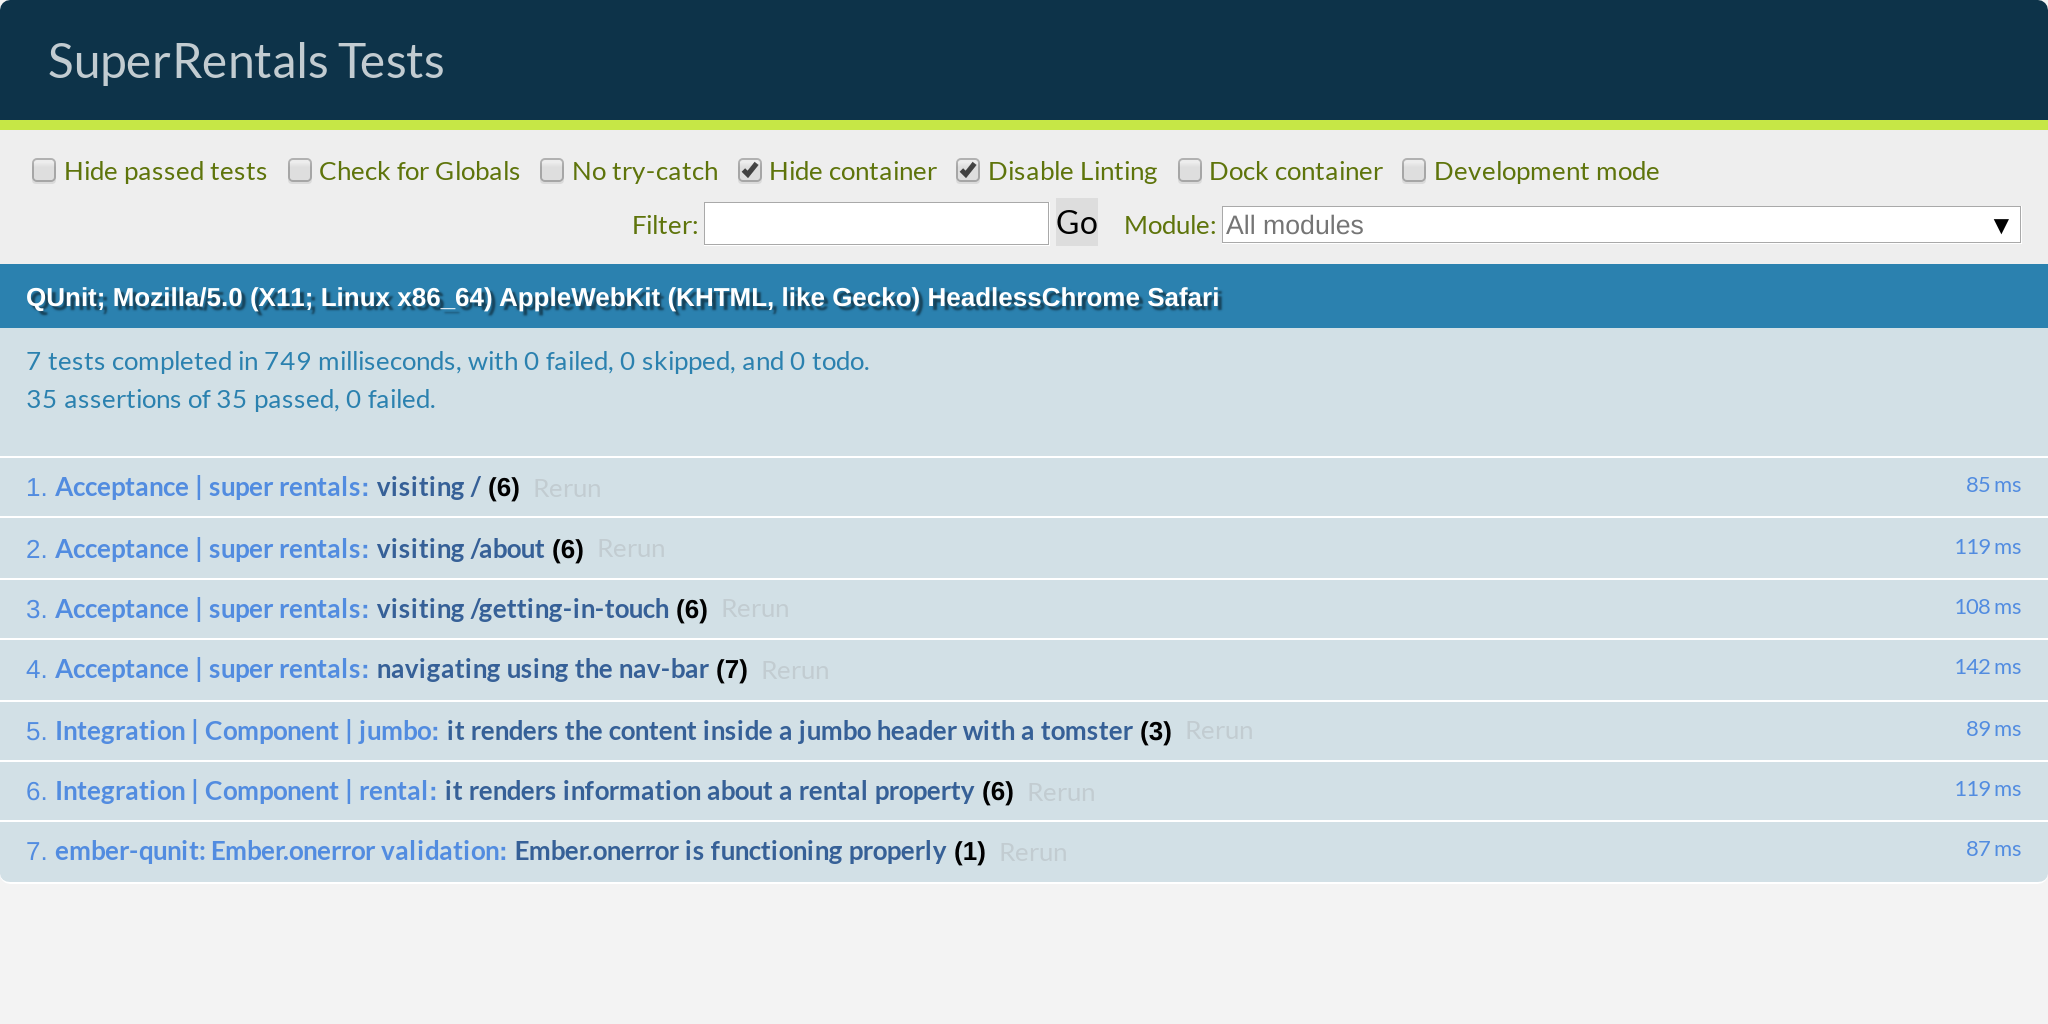 SuperRentals Tests
Hide passed tests Check for Globals No try-catch Hide container Disable Linting Dock container Development mode
Filter: Go Module: All modules ▼
QUnit; Mozilla/5.0 (X11; Linux x86_64) AppleWebKit (KHTML, like Gecko) HeadlessChrome Safari
7 tests completed in 749 milliseconds, with 0 failed, 0 skipped, and 0 todo.
35 assertions of 35 passed, 0 failed.
1. Acceptance | super rentals: visiting / (6) Rerun 85 ms
2. Acceptance | super rentals: visiting /about (6) Rerun 119 ms
3. Acceptance | super rentals: visiting /getting-in-touch (6) Rerun 108 ms
4. Acceptance | super rentals: navigating using the nav-bar (7) Rerun 142 ms
5. Integration | Component | jumbo: it renders the content inside a jumbo header with a tomster (3) Rerun 89 ms
6. Integration | Component | rental: it renders information about a rental property (6) Rerun 119 ms
7. ember-qunit: Ember.onerror validation: Ember.onerror is functioning properly (1) Rerun 87 ms